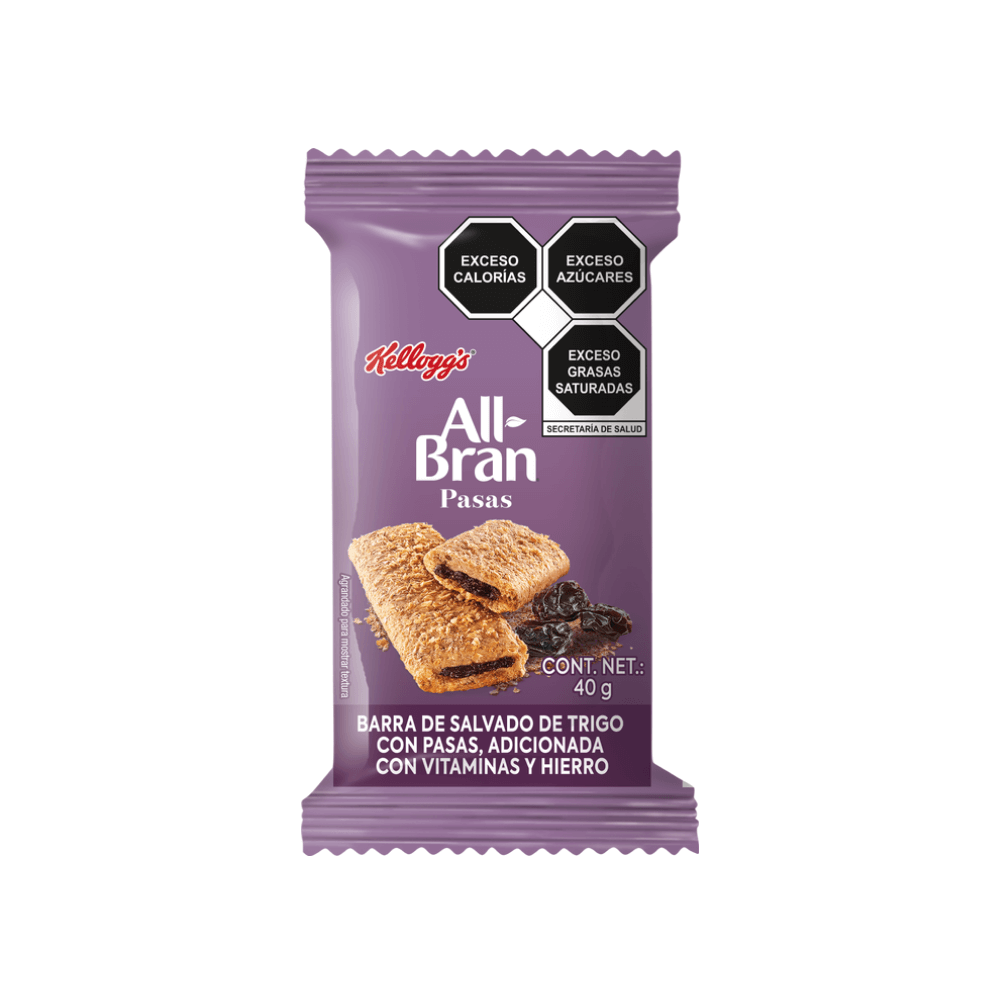 EXCESO
CALORÍAS
EXCESO
AZÚCARES
EXCESO
GRASAS
SATURADAS
SECRETARÍA DE SALUD
Kellogg's®
All-
Bran
Pasas
Agrandado para mostrar textura
CONT. NET.:
40 g
BARRA DE SALVADO DE TRIGO
CON PASAS, ADICIONADA
CON VITAMINAS Y HIERRO